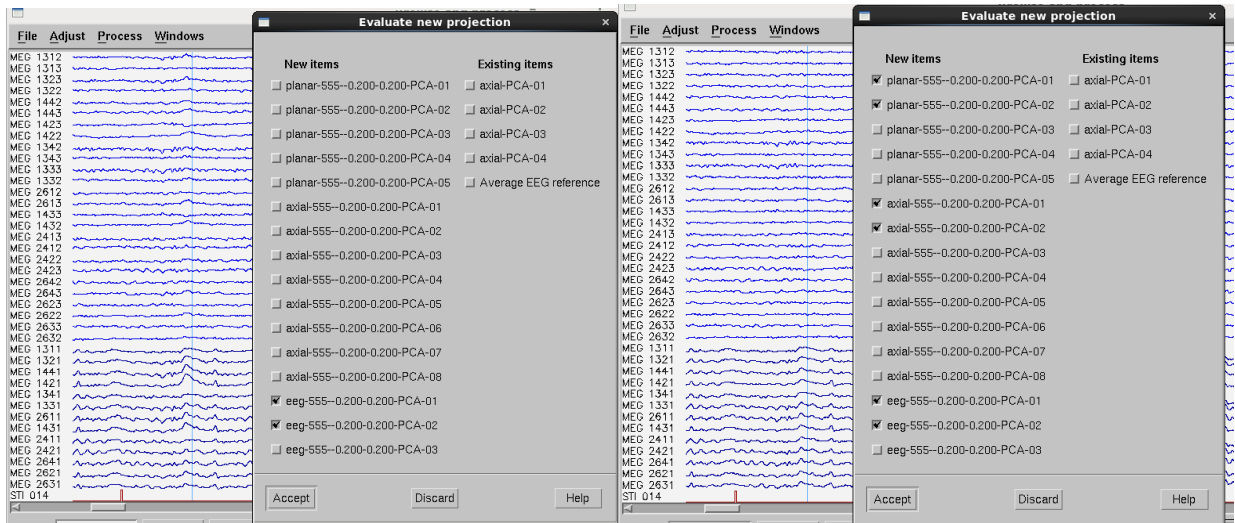 Evaluate new projection
File Adjust Process Windows
New items Existing items
planar-555--0.200-0.200-PCA-01 axial-PCA-01
planar-555--0.200-0.200-PCA-02 axial-PCA-02
planar-555--0.200-0.200-PCA-03 axial-PCA-03
planar-555--0.200-0.200-PCA-04 axial-PCA-04
planar-555--0.200-0.200-PCA-05 Average EEG reference
axial-555--0.200-0.200-PCA-01
axial-555--0.200-0.200-PCA-02
axial-555--0.200-0.200-PCA-03
axial-555--0.200-0.200-PCA-04
axial-555--0.200-0.200-PCA-05
axial-555--0.200-0.200-PCA-06
axial-555--0.200-0.200-PCA-07
axial-555--0.200-0.200-PCA-08
eeg-555--0.200-0.200-PCA-01
eeg-555--0.200-0.200-PCA-02
eeg-555--0.200-0.200-PCA-03
Accept Discard Help
MEG 1312
MEG 1313
MEG 1323
MEG 1322
MEG 1442
MEG 1443
MEG 1423
MEG 1422
MEG 1342
MEG 1343
MEG 1333
MEG 1332
MEG 2612
MEG 2613
MEG 1433
MEG 1432
MEG 2413
MEG 2412
MEG 2422
MEG 2423
MEG 2642
MEG 2643
MEG 2623
MEG 2622
MEG 2633
MEG 2632
MEG 1311
MEG 1321
MEG 1441
MEG 1421
MEG 1341
MEG 1331
MEG 2611
MEG 1431
MEG 2411
MEG 2421
MEG 2641
MEG 2621
MEG 2631
STI 014
Evaluate new projection
File Adjust Process Windows
New items Existing items
planar-555--0.200-0.200-PCA-01 axial-PCA-01
planar-555--0.200-0.200-PCA-02 axial-PCA-02
planar-555--0.200-0.200-PCA-03 axial-PCA-03
planar-555--0.200-0.200-PCA-04 axial-PCA-04
planar-555--0.200-0.200-PCA-05 Average EEG reference
axial-555--0.200-0.200-PCA-01
axial-555--0.200-0.200-PCA-02
axial-555--0.200-0.200-PCA-03
axial-555--0.200-0.200-PCA-04
axial-555--0.200-0.200-PCA-05
axial-555--0.200-0.200-PCA-06
axial-555--0.200-0.200-PCA-07
axial-555--0.200-0.200-PCA-08
eeg-555--0.200-0.200-PCA-01
eeg-555--0.200-0.200-PCA-02
eeg-555--0.200-0.200-PCA-03
Accept Discard Help
MEG 1312
MEG 1313
MEG 1323
MEG 1322
MEG 1442
MEG 1443
MEG 1423
MEG 1422
MEG 1342
MEG 1343
MEG 1333
MEG 1332
MEG 2612
MEG 2613
MEG 1433
MEG 1432
MEG 2413
MEG 2412
MEG 2422
MEG 2423
MEG 2642
MEG 2643
MEG 2623
MEG 2622
MEG 2633
MEG 2632
MEG 1311
MEG 1321
MEG 1441
MEG 1421
MEG 1341
MEG 1331
MEG 2611
MEG 1431
MEG 2411
MEG 2421
MEG 2641
MEG 2621
MEG 2631
STI 014